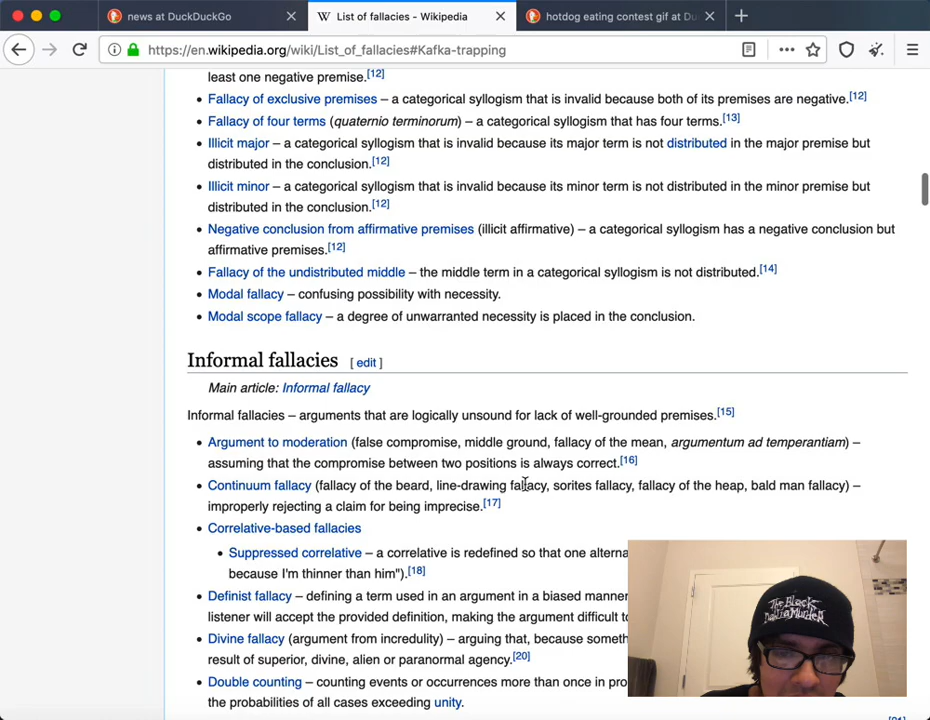 news at DuckDuckGo
List of fallacies - Wikipedia
hotdog eating contest gif at Du
https://en.wikipedia.org/wiki/List_of_fallacies#Kafka-trapping
least one negative premise.[12]
Fallacy of exclusive premises – a categorical syllogism that is invalid because both of its premises are negative.[12]
Fallacy of four terms (quaternio terminorum) – a categorical syllogism that has four terms.[13]
Illicit major – a categorical syllogism that is invalid because its major term is not distributed in the major premise but
distributed in the conclusion.[12]
Illicit minor – a categorical syllogism that is invalid because its minor term is not distributed in the minor premise but
distributed in the conclusion.[12]
Negative conclusion from affirmative premises (illicit affirmative) – a categorical syllogism has a negative conclusion but
affirmative premises.[12]
Fallacy of the undistributed middle – the middle term in a categorical syllogism is not distributed.[14]
Modal fallacy – confusing possibility with necessity.
Modal scope fallacy – a degree of unwarranted necessity is placed in the conclusion.
Informal fallacies [ edit ]
Main article: Informal fallacy
Informal fallacies – arguments that are logically unsound for lack of well-grounded premises.[15]
Argument to moderation (false compromise, middle ground, fallacy of the mean, argumentum ad temperantiam) –
assuming that the compromise between two positions is always correct.[16]
Continuum fallacy (fallacy of the beard, line-drawing fallacy, sorites fallacy, fallacy of the heap, bald man fallacy) –
improperly rejecting a claim for being imprecise.[17]
Correlative-based fallacies
Suppressed correlative – a correlative is redefined so that one alterna
because I'm thinner than him").[18]
Definist fallacy – defining a term used in an argument in a biased manner
listener will accept the provided definition, making the argument difficult to
Divine fallacy (argument from incredulity) – arguing that, because someth
result of superior, divine, alien or paranormal agency.[20]
Double counting – counting events or occurrences more than once in pro
the probabilities of all cases exceeding unity.
The Black
Dahlia Murder